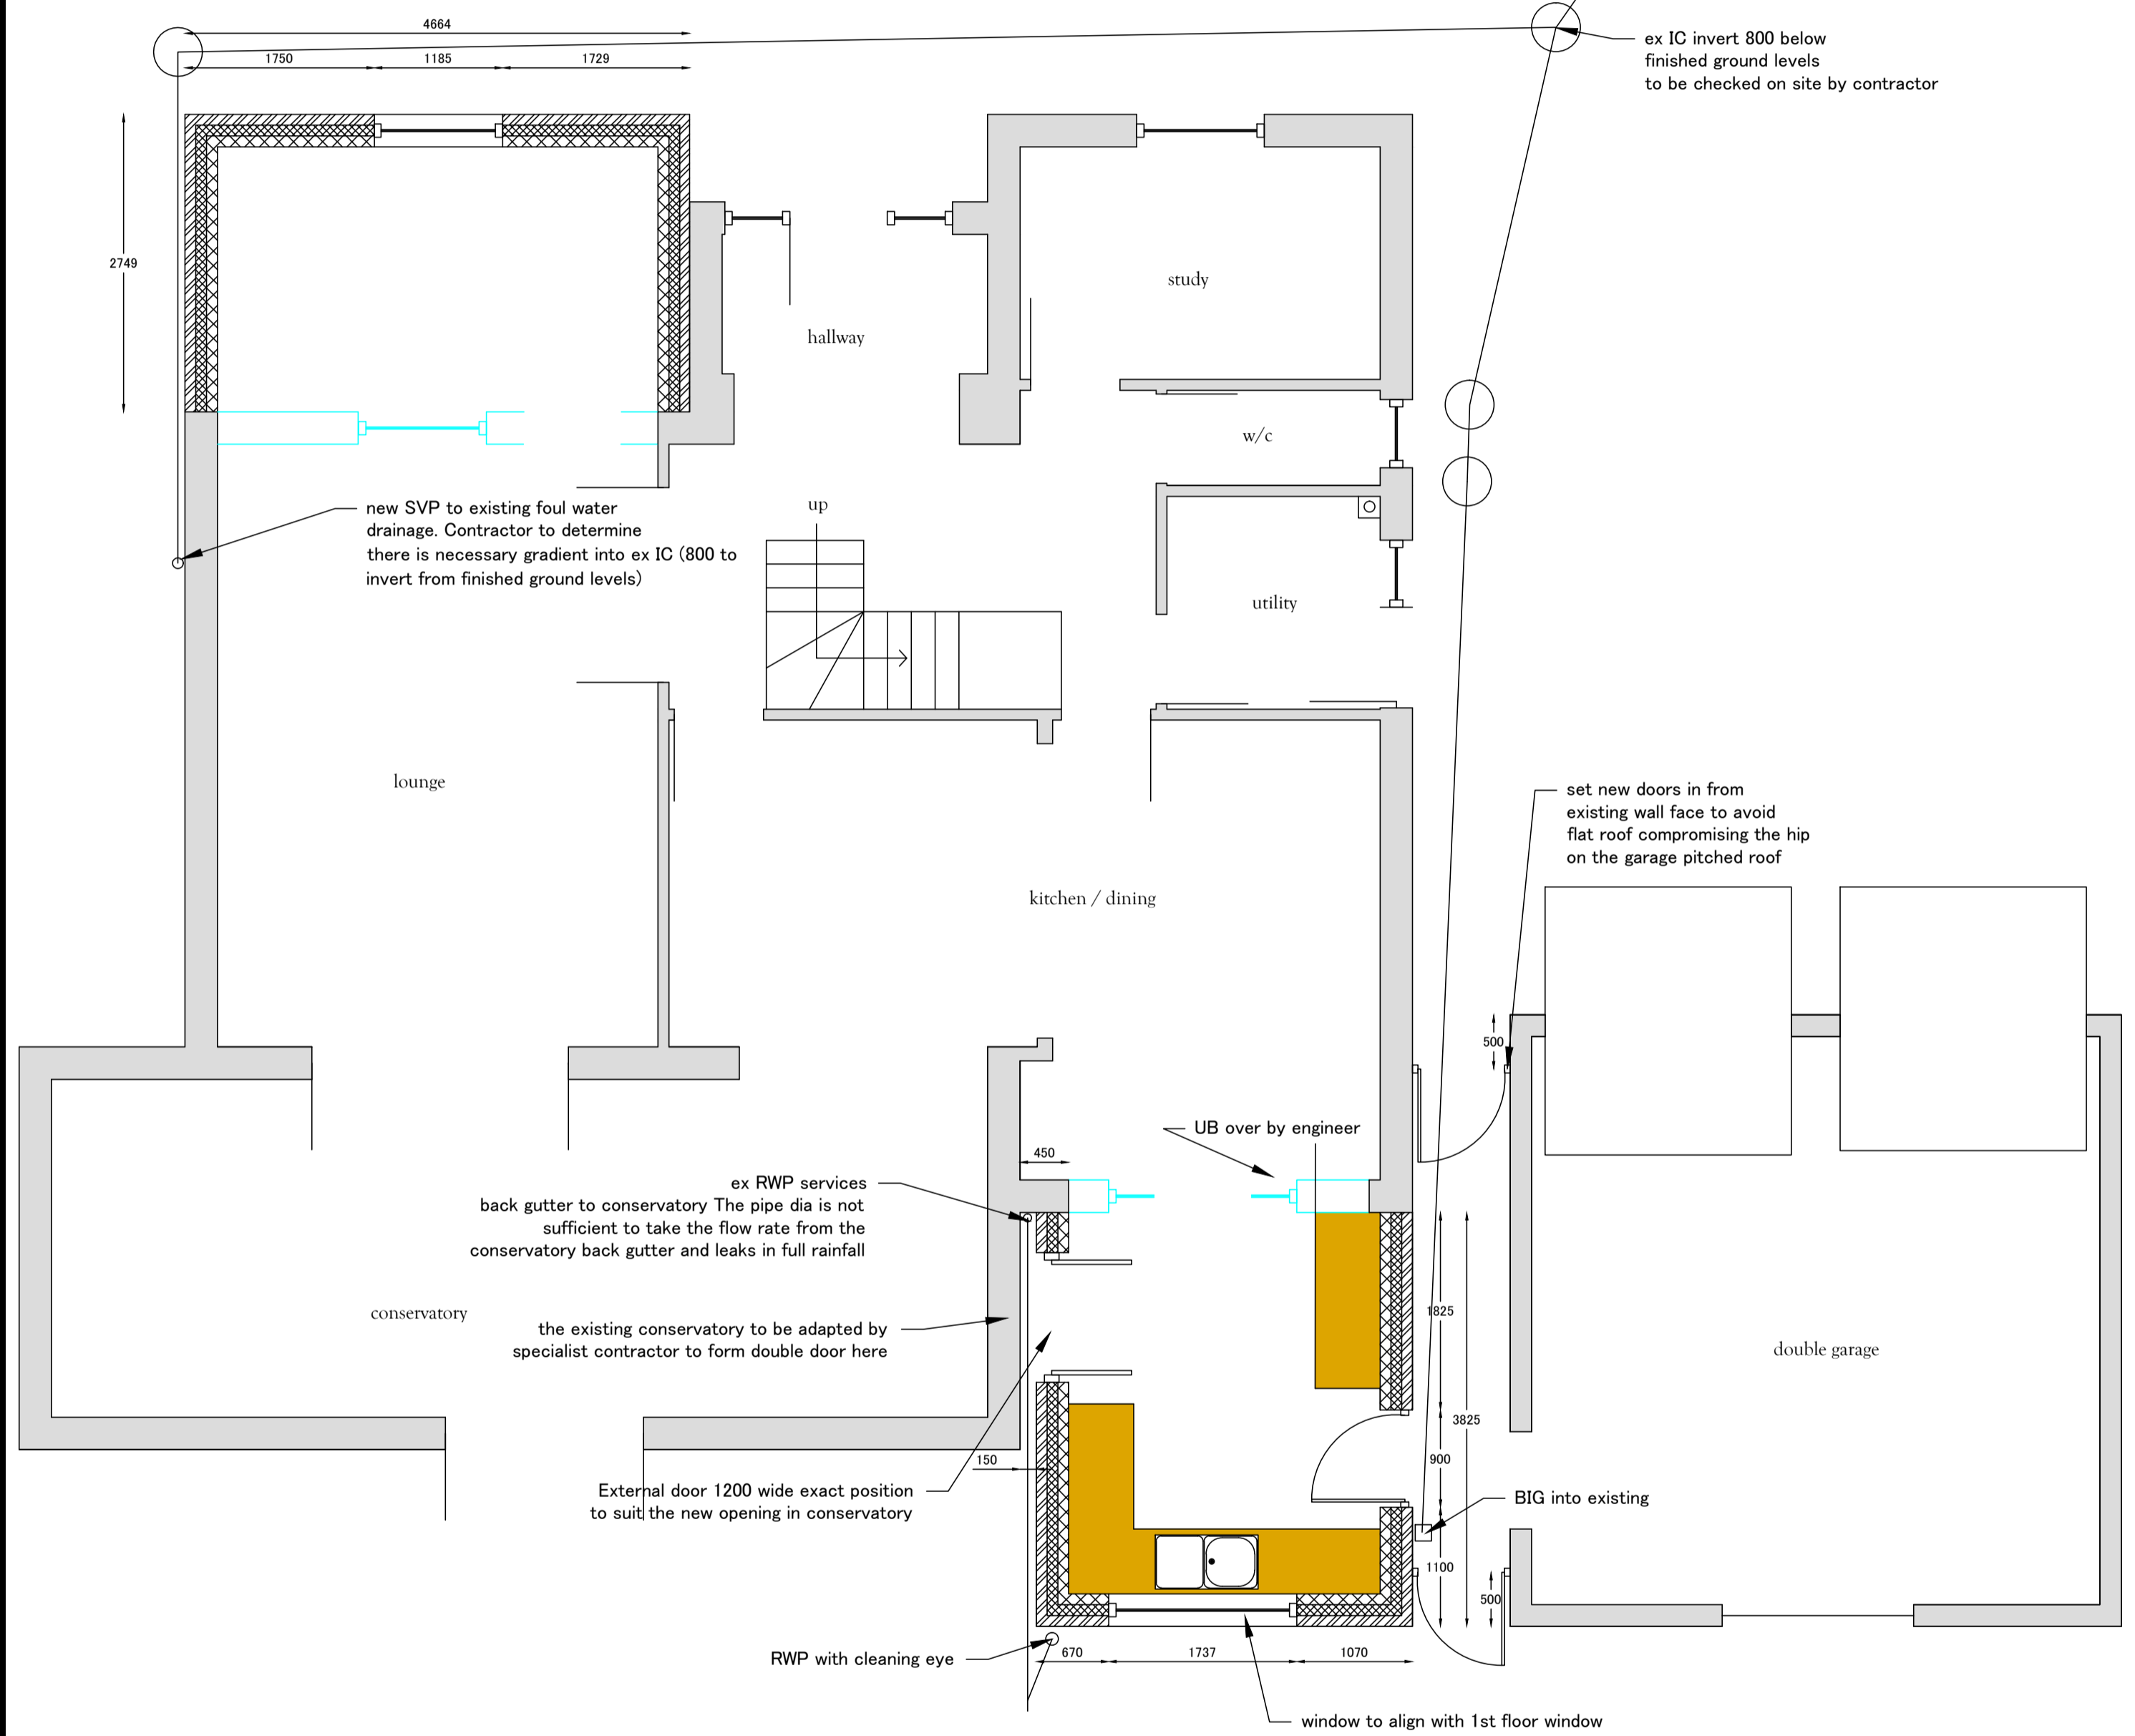 4664
1750
1185
1729
ex IC invert 800 below
finished ground levels
to be checked on site by contractor
2749
study
hallway
w/c
up
new SVP to existing foul water
drainage. Contractor to determine
there is necessary gradient into ex IC (800 to
invert from finished ground levels)
utility
lounge
set new doors in from
existing wall face to avoid
flat roof compromising the hip
on the garage pitched roof
kitchen / dining
500
UB over by engineer
450
ex RWP services
back gutter to conservatory The pipe dia is not
sufficient to take the flow rate from the
conservatory back gutter and leaks in full rainfall
1825
conservatory
the existing conservatory to be adapted by
specialist contractor to form double door here
double garage
3825
150
900
External door 1200 wide exact position
to suit the new opening in conservatory
BIG into existing
1100
500
RWP with cleaning eye
670
1737
1070
window to align with 1st floor window